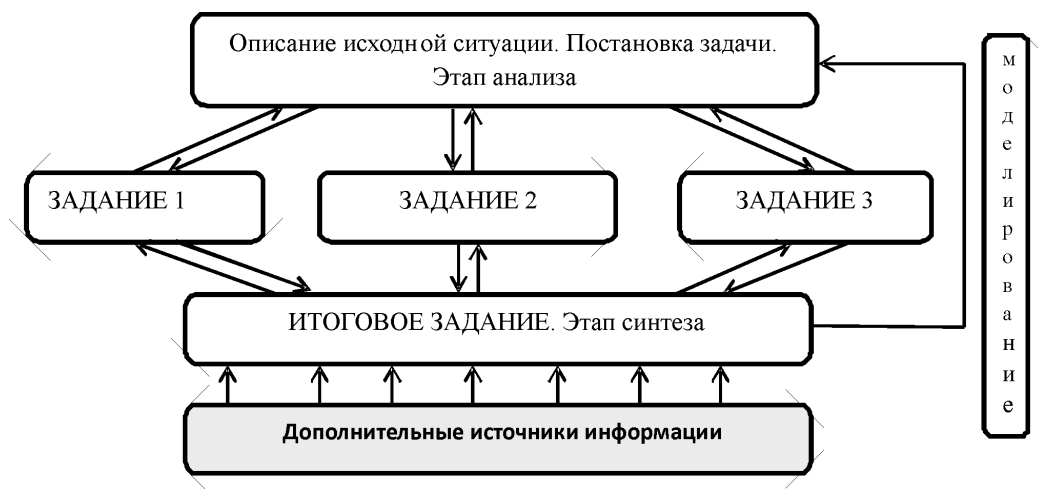 Описание исходной ситуации. Постановка задачи.
Этап анализа
ЗАДАНИЕ 1
ЗАДАНИЕ 2
ЗАДАНИЕ 3
ИТОГОВОЕ ЗАДАНИЕ. Этап синтеза
Дополнительные источники информации
моделирование